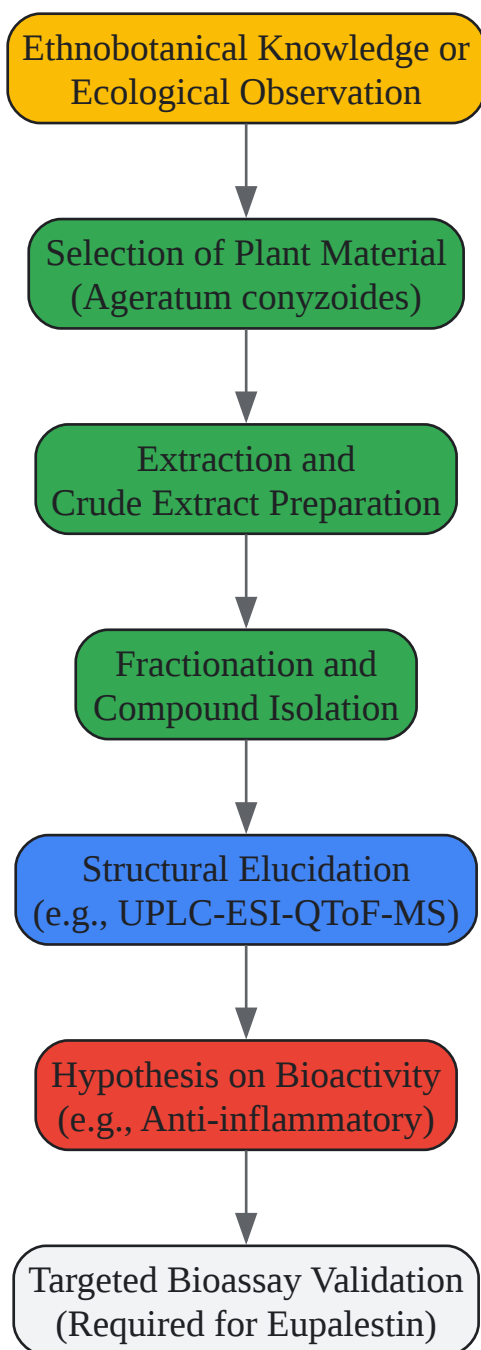 Ethnobotanical Knowledge or
Ecological Observation
Selection of Plant Material
(Ageratum conyzoides)
Extraction and
Crude Extract Preparation
Fractionation and
Compound Isolation
Structural Elucidation
(e.g., UPLC-ESI-QToF-MS)
Hypothesis on Bioactivity
(e.g., Anti-inflammatory)
Targeted Bioassay Validation
(Required for Eupalestin)